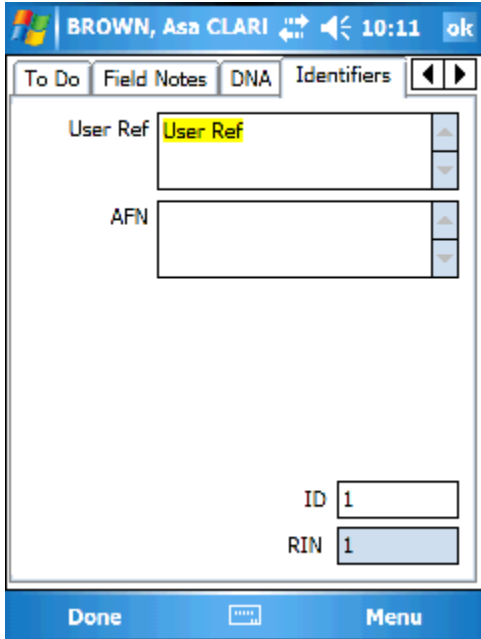 BROWN, Asa CLARI 10:11 ok
To Do Field Notes DNA Identifiers
User Ref User Ref
AFN
ID 1
RIN 1
Done Menu